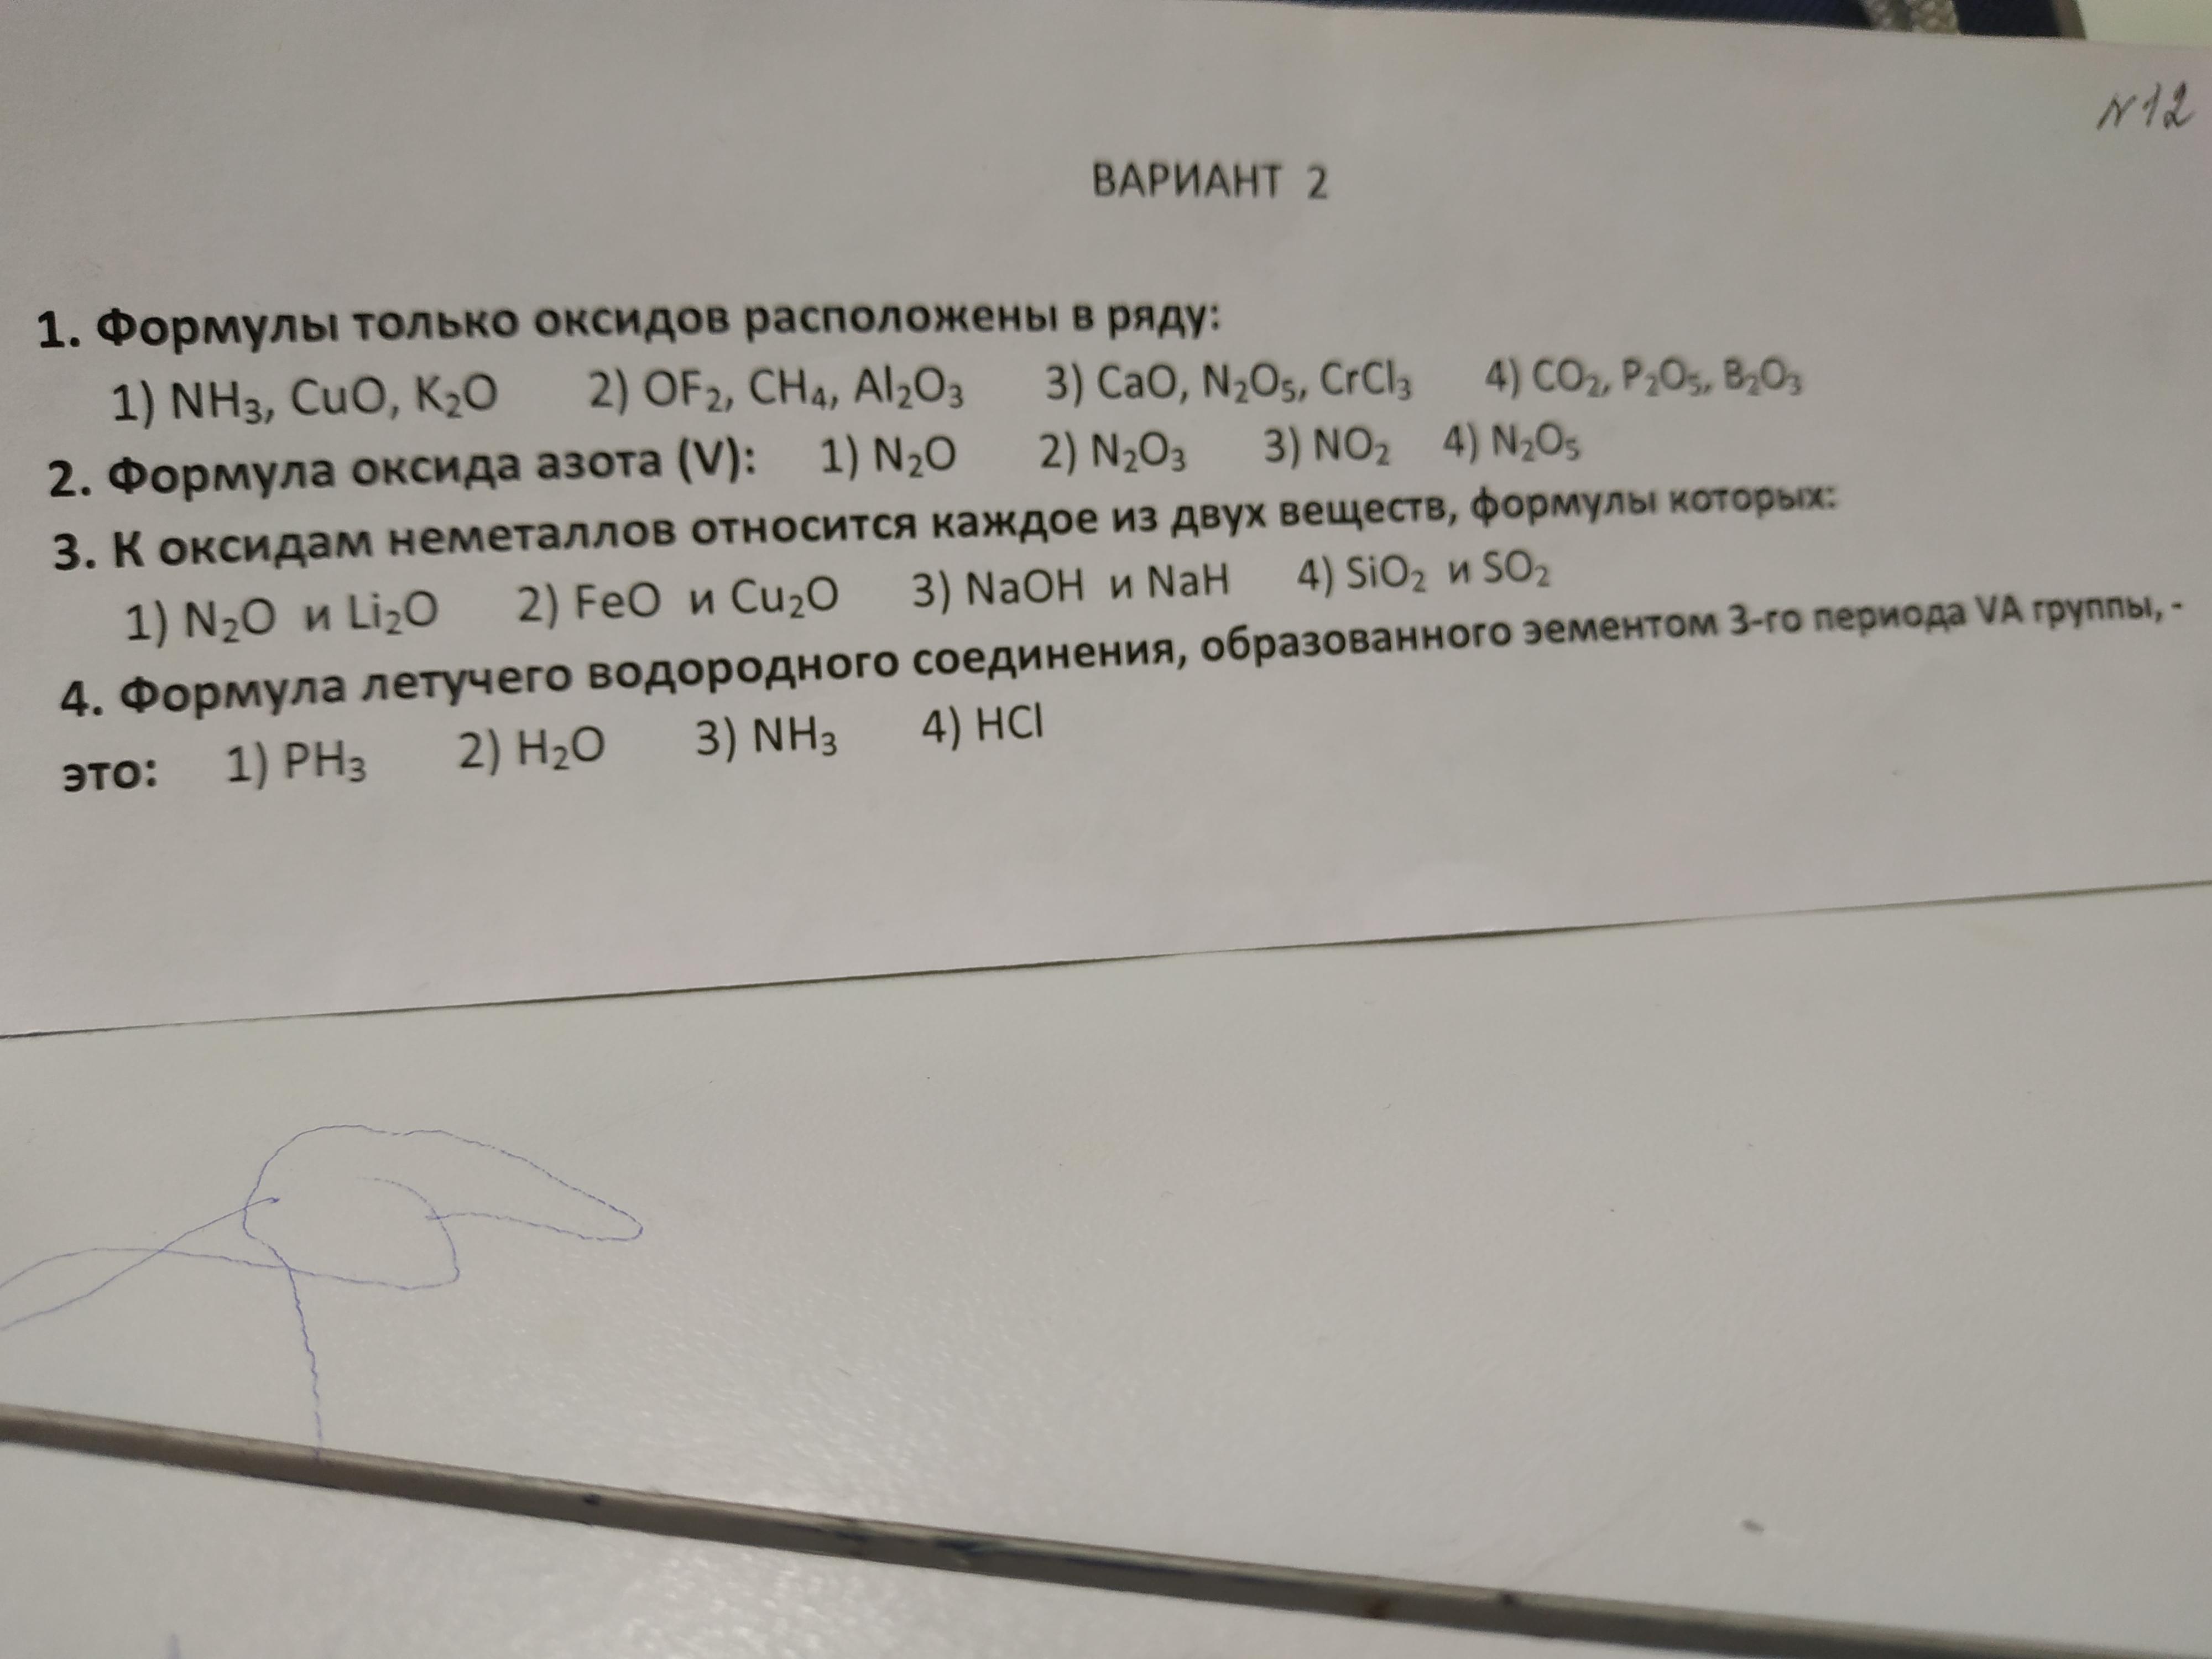 N12
ВАРИАНТ 2
1. Формулы только оксидов расположены в ряду:
1) NH₃, CuO, K₂O 2) OF₂, CH₄, Al₂O₃ 3) CaO, N₂O₅, CrCl₃ 4) CO₂, P₂O₅, B₂O₃
2. Формула оксида азота (V): 1) N₂O 2) N₂O₃ 3) NO₂ 4) N₂O₅
3. К оксидам неметаллов относится каждое из двух веществ, формулы которых:
1) N₂O и Li₂O 2) FeO и Cu₂O 3) NaOH и NaH 4) SiO₂ и SO₂
4. Формула летучего водородного соединения, образованного эементом 3-го периода VA группы, -
это: 1) PH₃ 2) H₂O 3) NH₃ 4) HCl